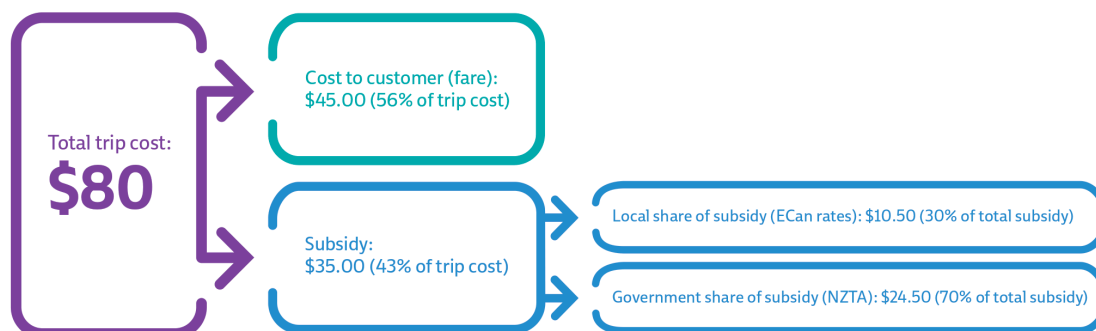 Total trip cost:
$80
Cost to customer (fare):
$45.00 (56% of trip cost)
Subsidy:
$35.00 (43% of trip cost)
Local share of subsidy (ECan rates): $10.50 (30% of total subsidy)
Government share of subsidy (NZTA): $24.50 (70% of total subsidy)